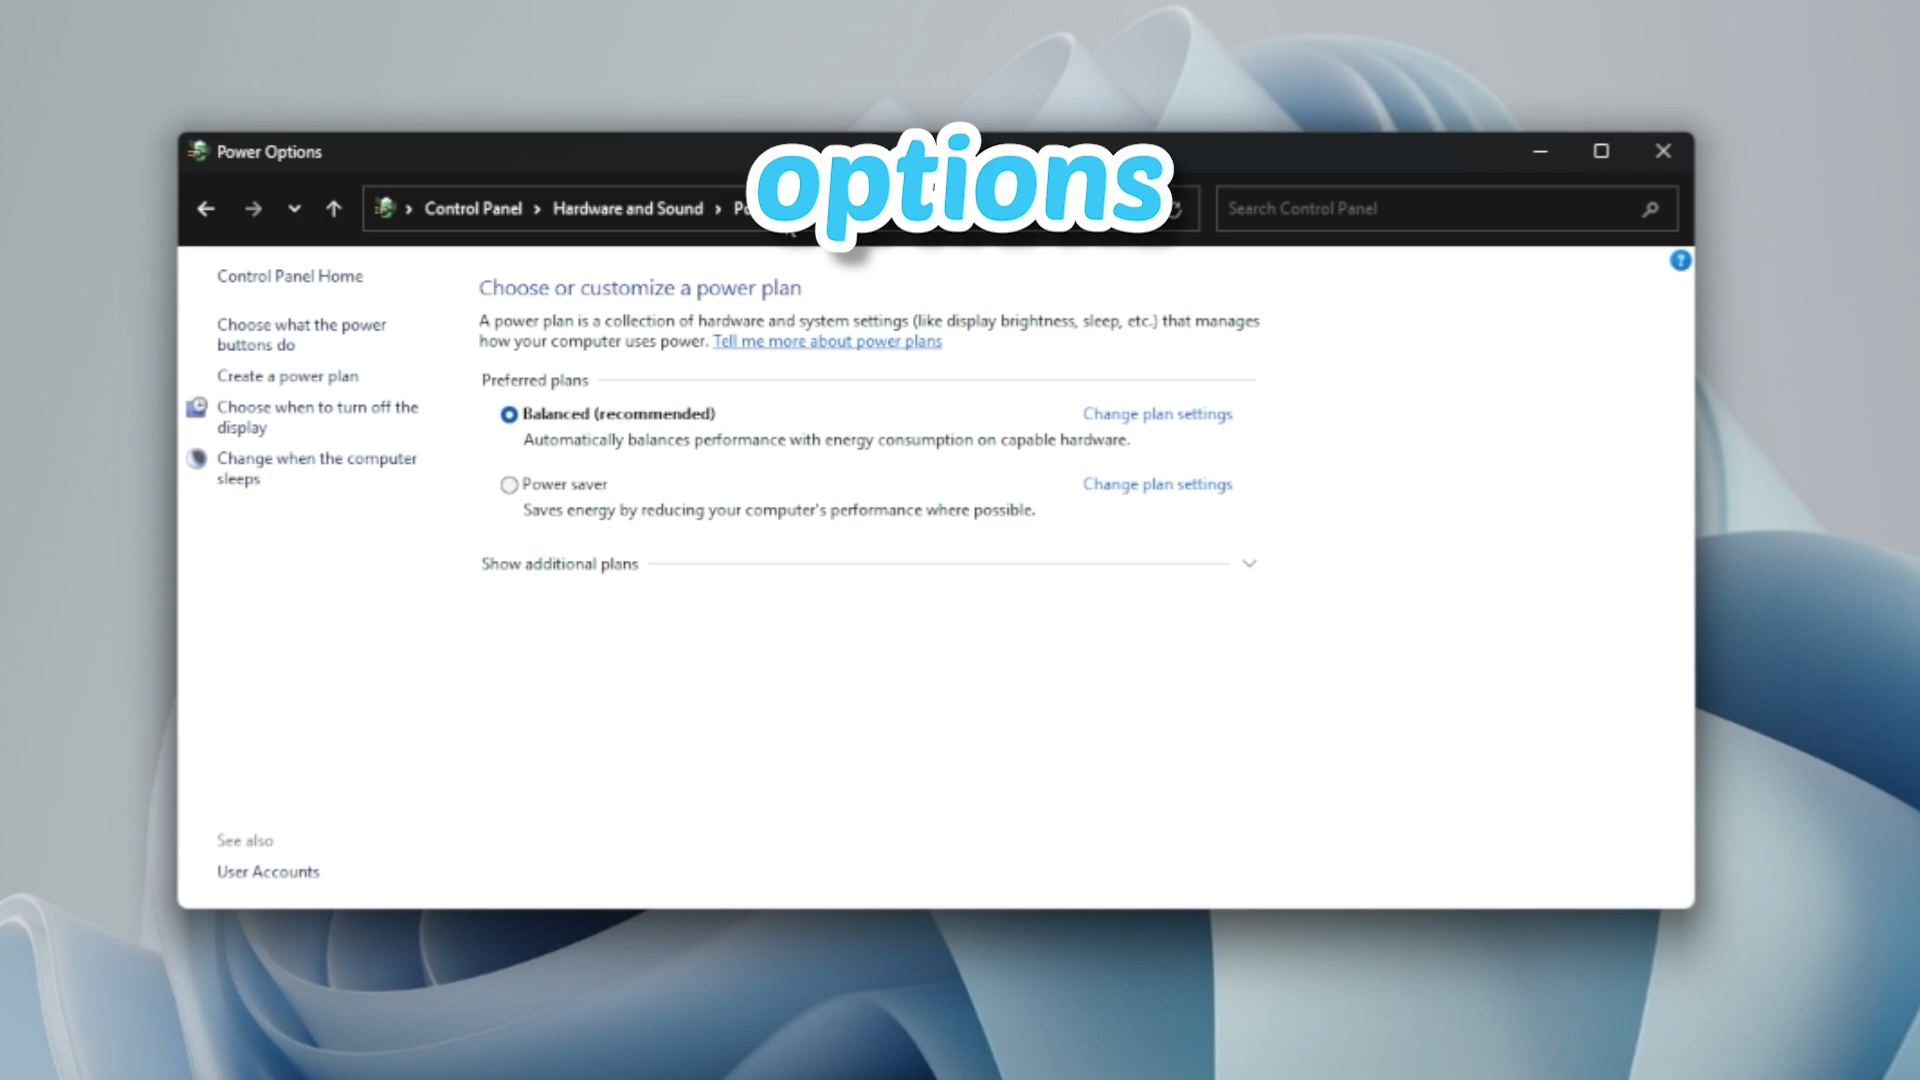 Power Options
options
Control Panel
Hardware and Sound
Search Control Panel
Control Panel Home
Choose what the power
buttons do
Create a power plan
Choose when to turn off the
display
Change when the computer
sleeps
Choose or customize a power plan
A power plan is a collection of hardware and system settings (like display brightness, sleep, etc.) that manages
how your computer uses power. Tell me more about power plans
Preferred plans
Balanced (recommended) Change plan settings
Automatically balances performance with energy consumption on capable hardware.
Power saver Change plan settings
Saves energy by reducing your computer's performance where possible.
Show additional plans
See also
User Accounts